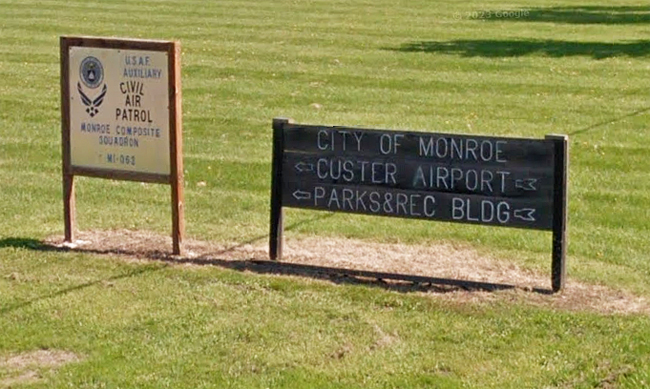 U.S.A.F.
AUXILIARY
CIVIL
AIR
PATROL
MONROE COMPOSITE
SQUADRON
MI-063
CITY OF MONROE
CUSTER AIRPORT
PARKS&REC BLDG
2023 Google